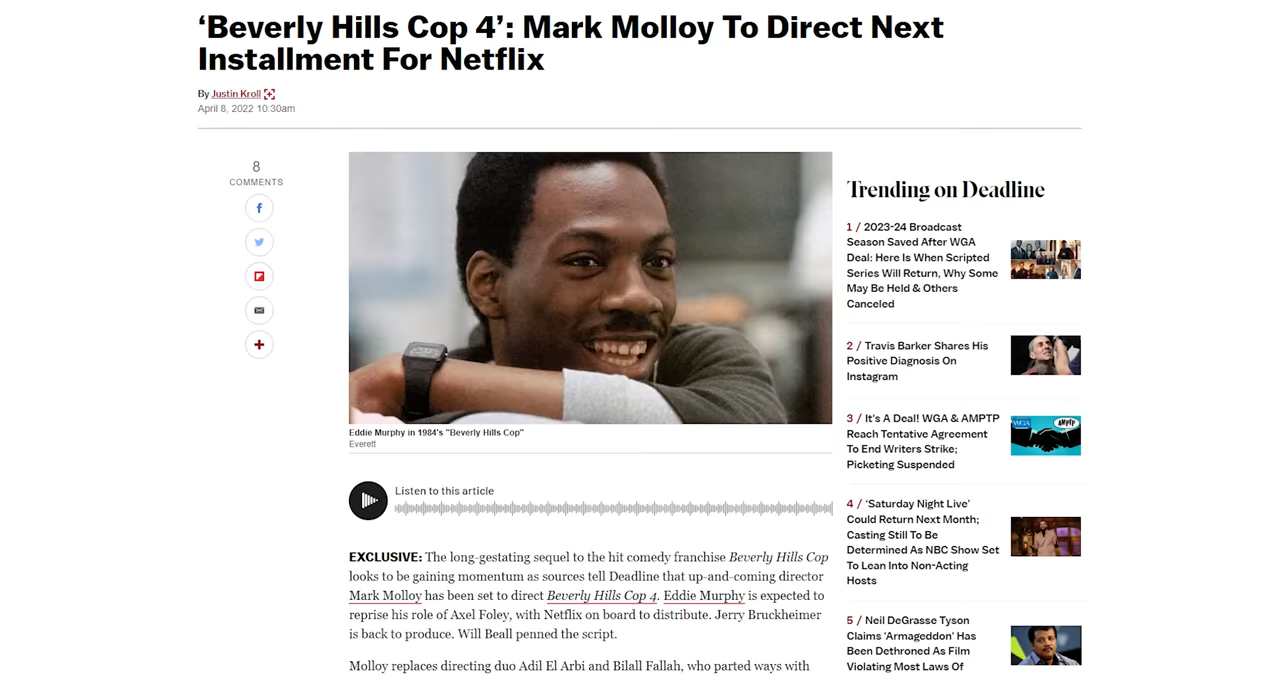 ‘Beverly Hills Cop 4’: Mark Molloy To Direct Next
Installment For Netflix
By Justin Kroll
April 8, 2022 10:30am
8
COMMENTS
Eddie Murphy in 1984's "Beverly Hills Cop"
Everett
Listen to this article
EXCLUSIVE: The long-gestating sequel to the hit comedy franchise Beverly Hills Cop
looks to be gaining momentum as sources tell Deadline that up-and-coming director
Mark Molloy has been set to direct Beverly Hills Cop 4. Eddie Murphy is expected to
reprise his role of Axel Foley, with Netflix on board to distribute. Jerry Bruckheimer
is back to produce. Will Beall penned the script.
Molloy replaces directing duo Adil El Arbi and Bilall Fallah, who parted ways with
Trending on Deadline
1 / 2023-24 Broadcast
Season Saved After WGA
Deal: Here Is When Scripted
Series Will Return, Why Some
May Be Held & Others
Canceled
2 / Travis Barker Shares His
Positive Diagnosis On
Instagram
3 / It's A Deal! WGA & AMPTP
Reach Tentative Agreement
To End Writers Strike;
Picketing Suspended
WGA
AMPTP
4 / ‘Saturday Night Live’
Could Return Next Month;
Casting Still To Be
Determined As NBC Show Set
To Lean Into Non-Acting
Hosts
5 / Neil DeGrasse Tyson
Claims ‘Armageddon’ Has
Been Dethroned As Film
Violating Most Laws Of